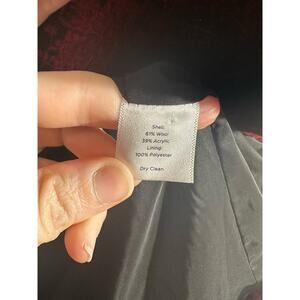 Shell:
61% Wool
39% Acrylic
Lining:
100% Polyester
Dry Clean